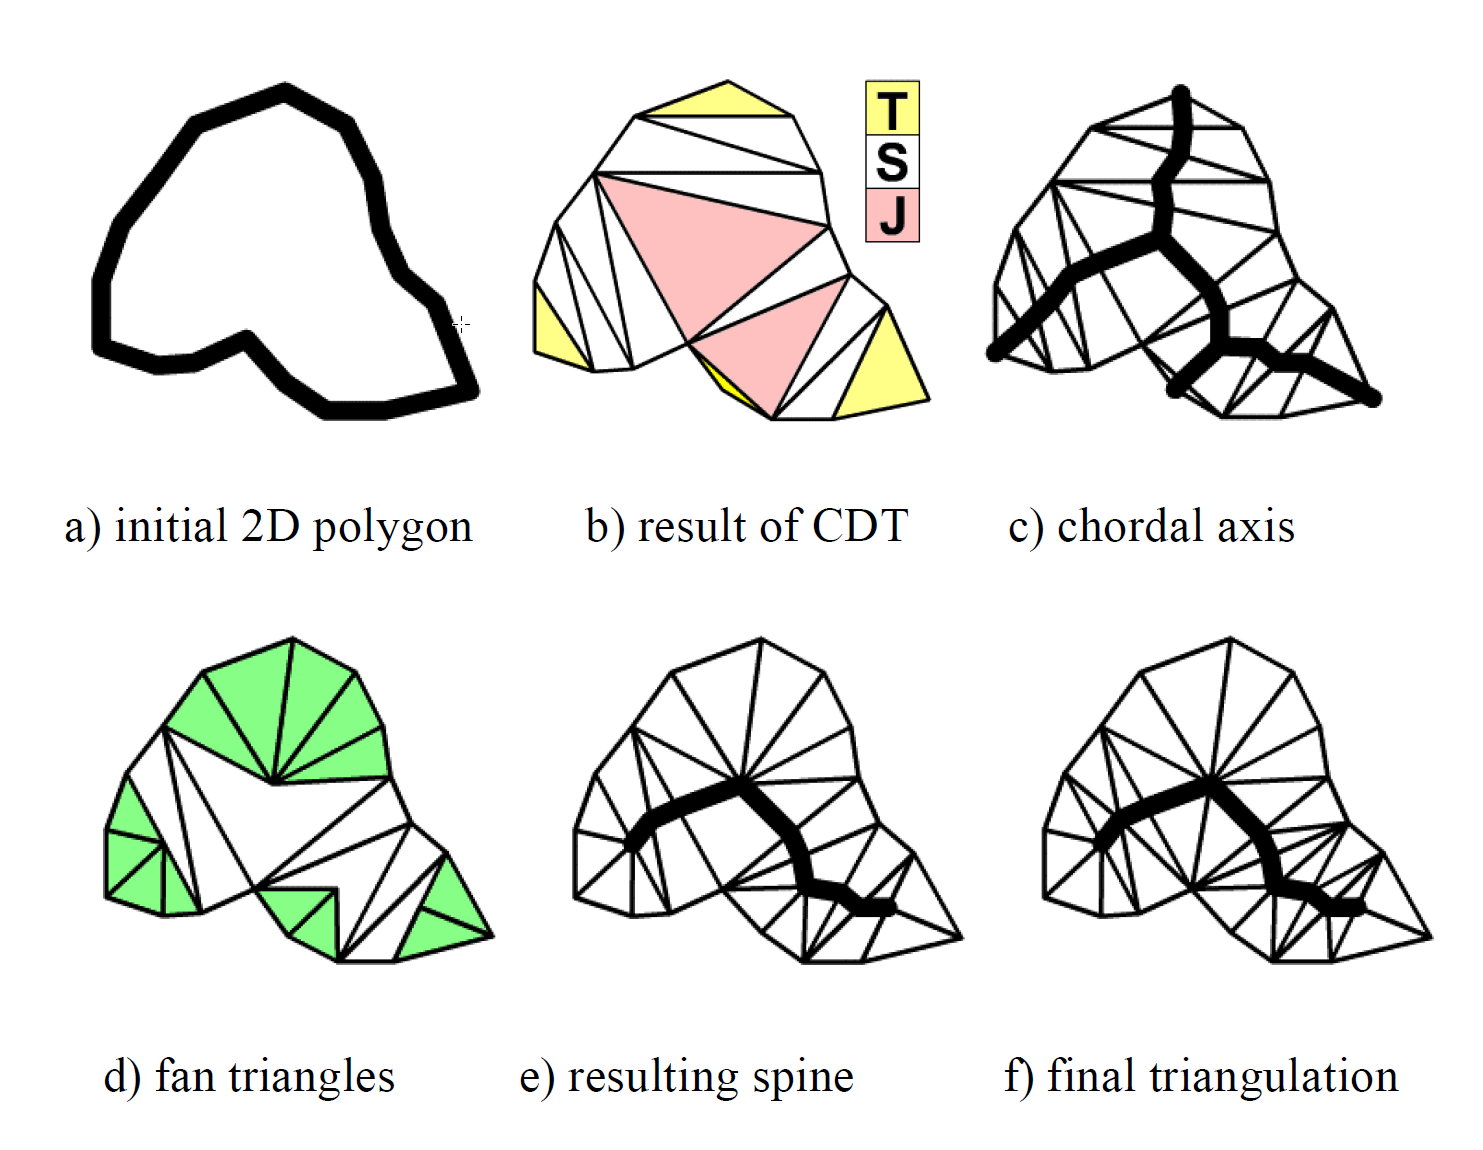 T
S
J
a) initial 2D polygon
b) result of CDT
c) chordal axis
d) fan triangles
e) resulting spine
f) final triangulation